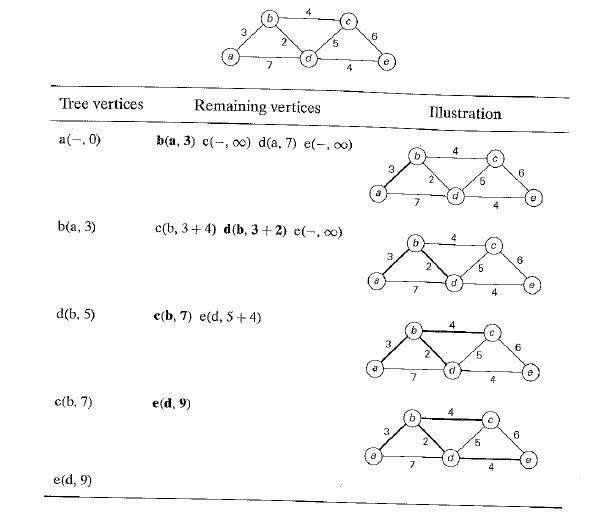 b 4 c
3 2 5 6
a 7 d 4 e
Tree vertices Remaining vertices Illustration
a(−, 0) b(a, 3) c(−, ∞) d(a, 7) e(−, ∞)
b 4 c
3 2 5 6
a 7 d 4 e
b(a, 3) c(b, 3 + 4) d(b, 3 + 2) e(−, ∞)
b 4 c
3 2 5 6
a 7 d 4 e
d(b, 5) c(b, 7) e(d, 5 + 4)
b 4 c
3 2 5 6
a 7 d 4 e
c(b, 7) e(d, 9)
b 4 c
3 2 5 6
a 7 d 4 e
e(d, 9)